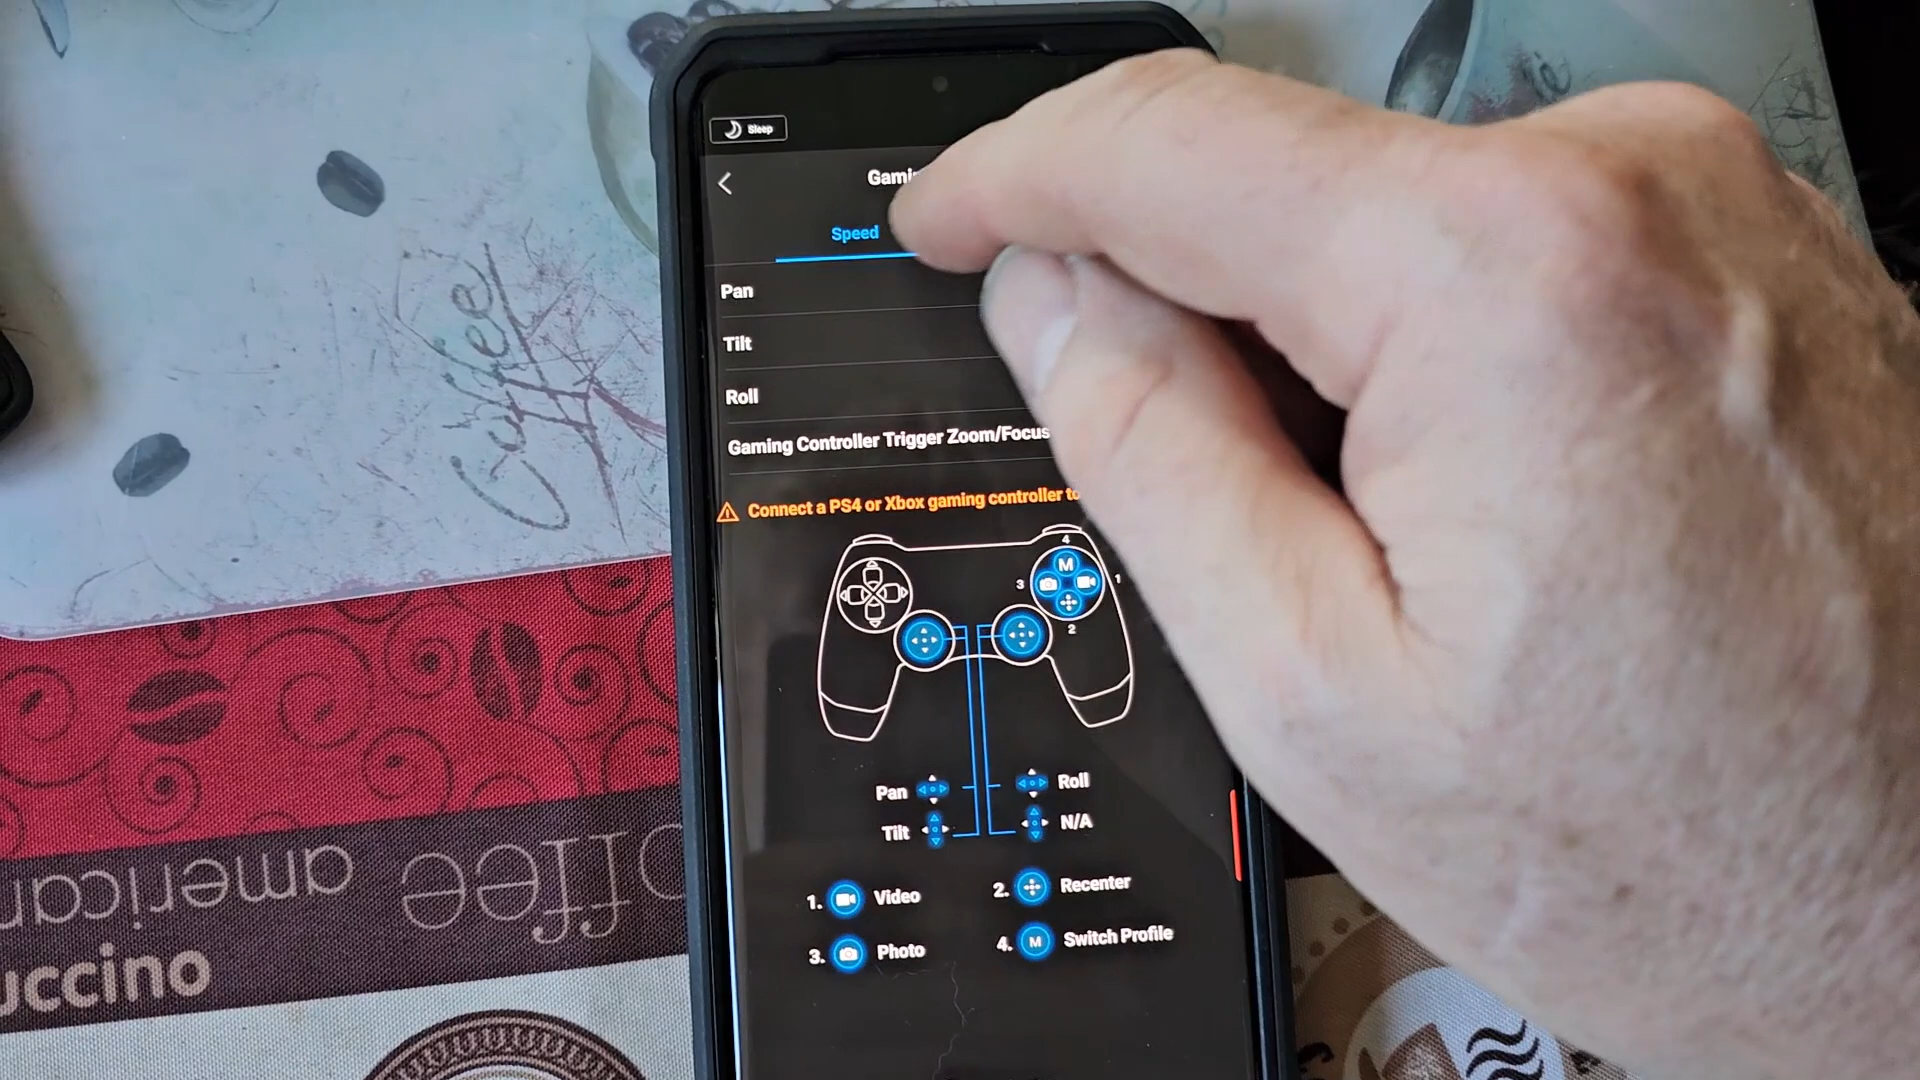 Sleep
Speed
Pan
Tilt
Roll
Gaming Controller Trigger Zoom/Focus
Connect a PS4 or Xbox gaming controller to
4
M
3
1
2
Pan
Roll
Tilt
N/A
1. Video
2. Recenter
3. Photo
4. M Switch Profile
Coffee
american
uccino